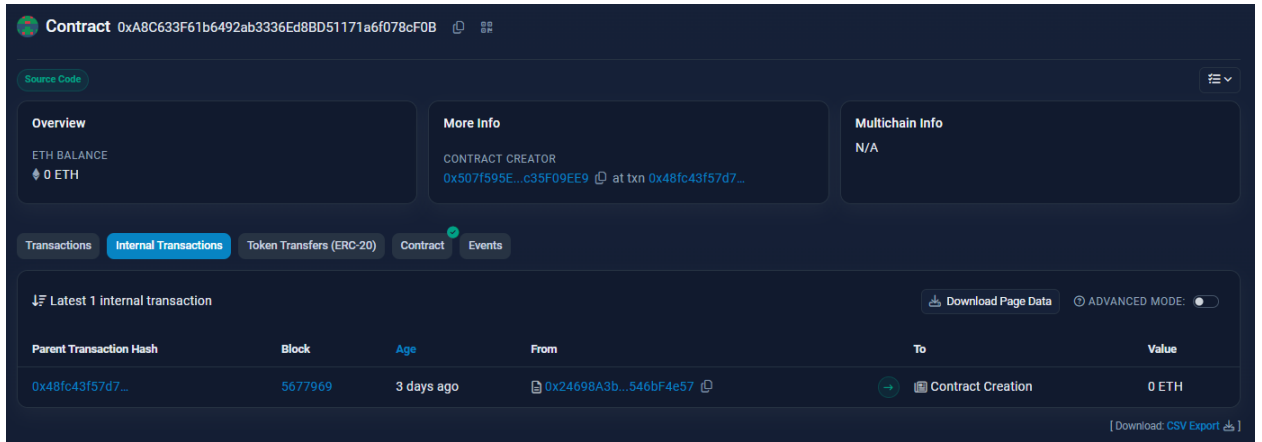 Contract 0xA8C633F61b6492ab3336Ed8BD51171a6f078cF0B
Source Code
Overview
ETH BALANCE
0 ETH
More Info
CONTRACT CREATOR
0x507f595E...c35F09EE9 at txn 0x48fc43f57d7...
Multichain Info
N/A
Transactions Internal Transactions Token Transfers (ERC-20) Contract Events
Latest 1 internal transaction
Download Page Data ADVANCED MODE:
Parent Transaction Hash Block Age From To Value
0x48fc43f57d7... 5677969 3 days ago 0x24698A3b...546bF4e57 Contract Creation 0 ETH
[ Download: CSV Export ]